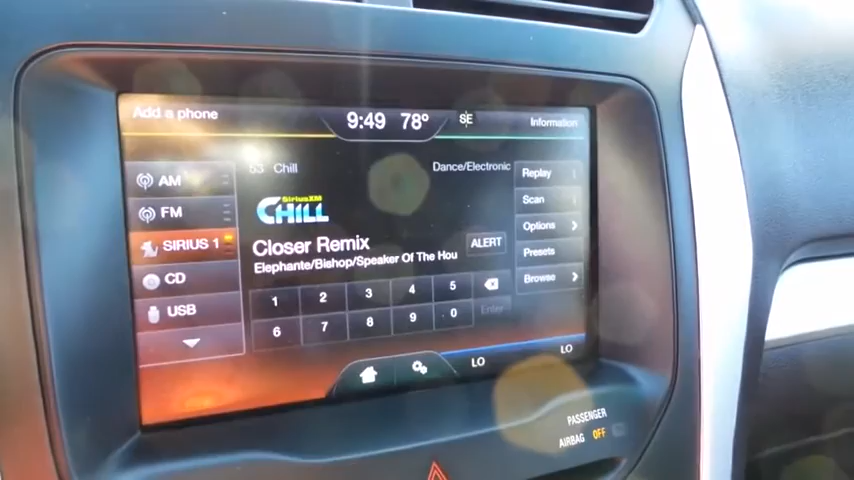 Add a phone
9:49 78° SE
Information
53 Chill
Dance/Electronic
SiriusXM
CHILL
Closer Remix
Elephante/Bishop/Speaker Of The Hou
ALERT
AM
FM
SIRIUS 1
CD
USB
Replay
Scan
Options
Presets
Browse
1 2 3 4 5
6 7 8 9 0 Enter
LO LO
PASSENGER
AIRBAG OFF